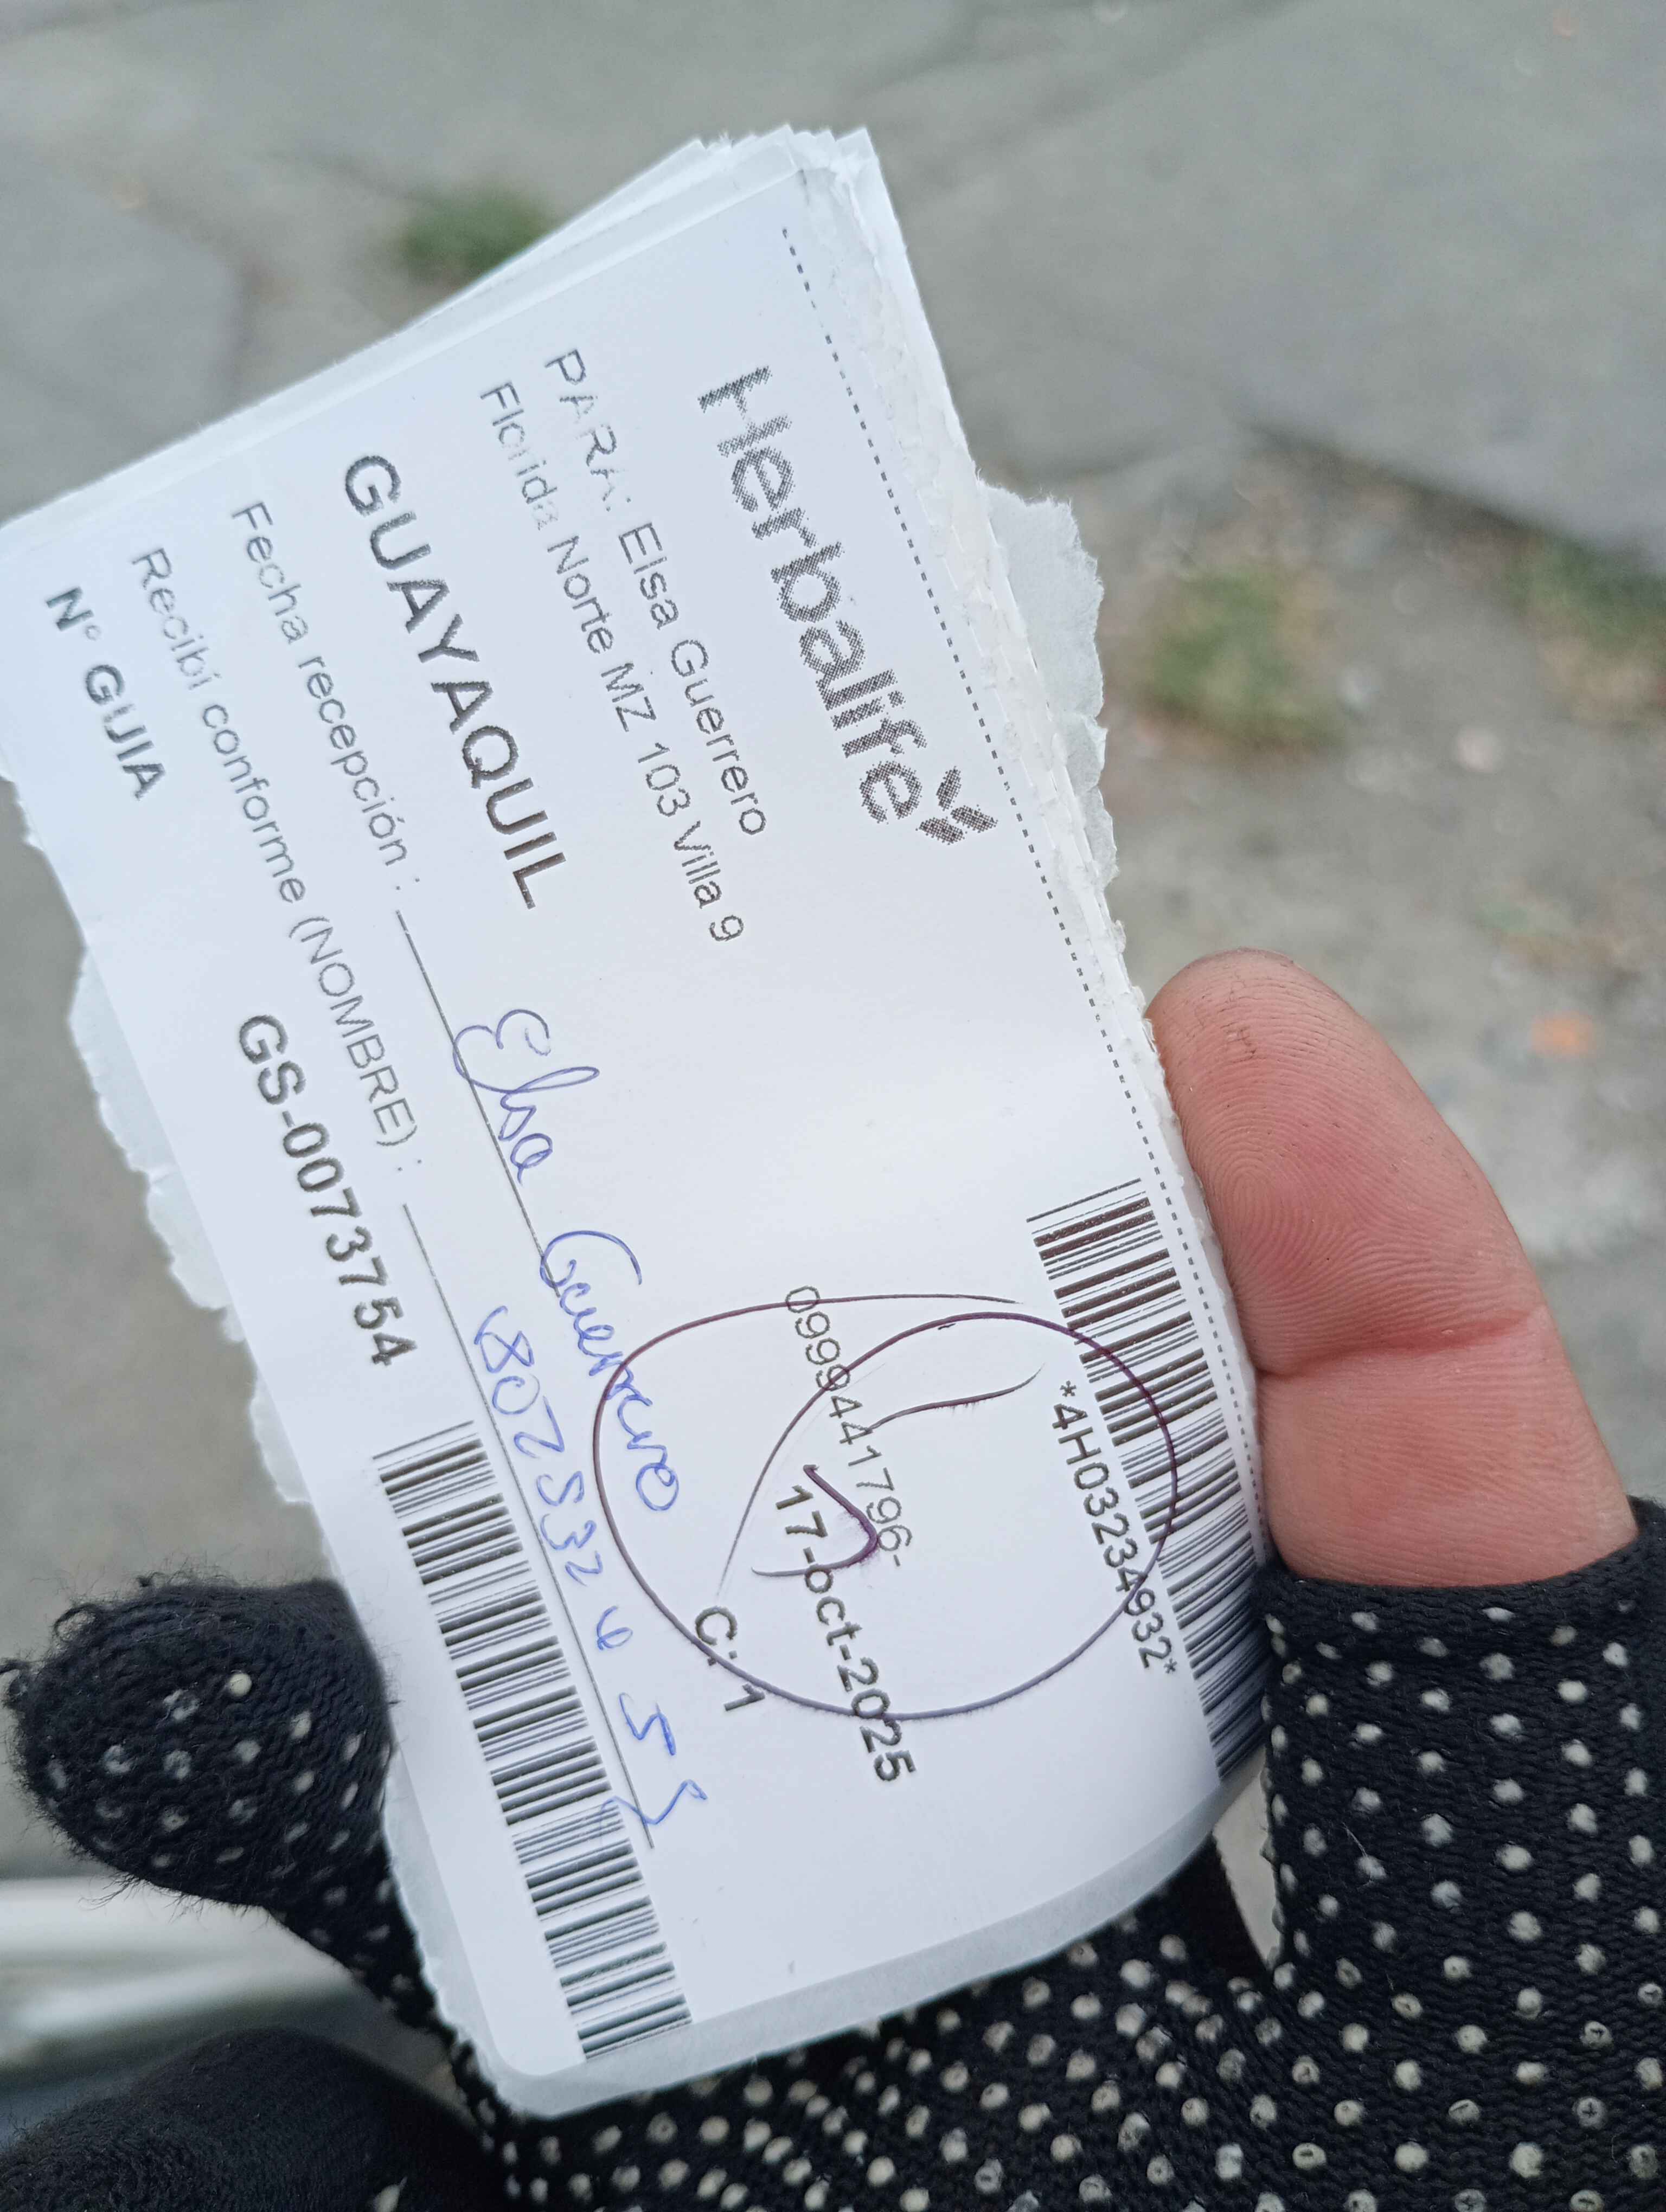 Herbalife
*4H03234932*
PARA: Elsa Guerrero
0999441796-
Florida Norte MZ 103 Villa 9
17-oct-2025
GUAYAQUIL
C: 1
Fecha recepción : Elsa Guerrero
Recibí conforme (NOMBRE) :
N° GUIA GS-0073754